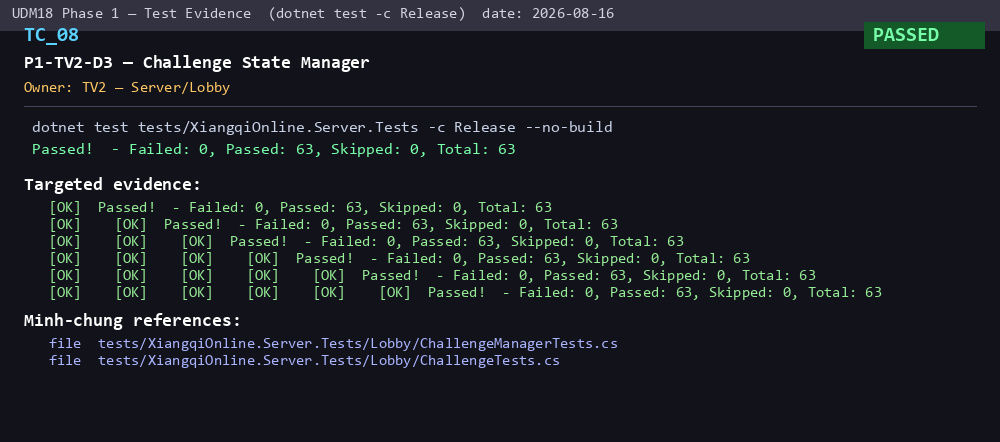 UDM18 Phase 1 — Test Evidence  (dotnet test -c Release)  date: 2026-08-16
TC_08
PASSED
P1-TV2-D3 — Challenge State Manager
Owner: TV2 — Server/Lobby
dotnet test tests/XiangqiOnline.Server.Tests -c Release --no-build
Passed!  - Failed: 0, Passed: 63, Skipped: 0, Total: 63
Targeted evidence:
[OK]  Passed!  - Failed: 0, Passed: 63, Skipped: 0, Total: 63
[OK]    [OK]  Passed!  - Failed: 0, Passed: 63, Skipped: 0, Total: 63
[OK]    [OK]    [OK]  Passed!  - Failed: 0, Passed: 63, Skipped: 0, Total: 63
[OK]    [OK]    [OK]    [OK]  Passed!  - Failed: 0, Passed: 63, Skipped: 0, Total: 63
[OK]    [OK]    [OK]    [OK]    [OK]  Passed!  - Failed: 0, Passed: 63, Skipped: 0, Total: 63
[OK]    [OK]    [OK]    [OK]    [OK]    [OK]  Passed!  - Failed: 0, Passed: 63, Skipped: 0, Total: 63
Minh-chung references:
file  tests/XiangqiOnline.Server.Tests/Lobby/ChallengeManagerTests.cs
file  tests/XiangqiOnline.Server.Tests/Lobby/ChallengeTests.cs